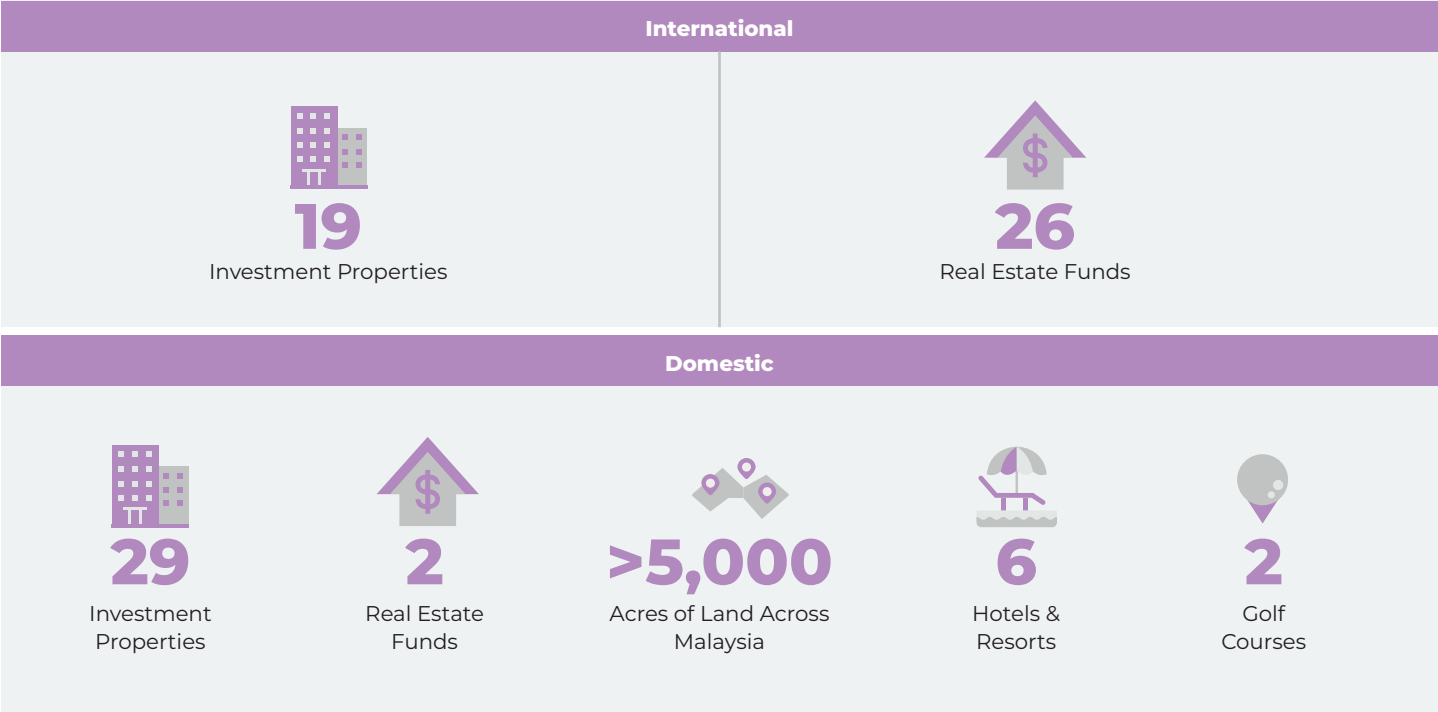 International
19
Investment Properties
26
Real Estate Funds
Domestic
29
Investment
Properties
2
Real Estate
Funds
>5,000
Acres of Land Across
Malaysia
6
Hotels &
Resorts
2
Golf
Courses